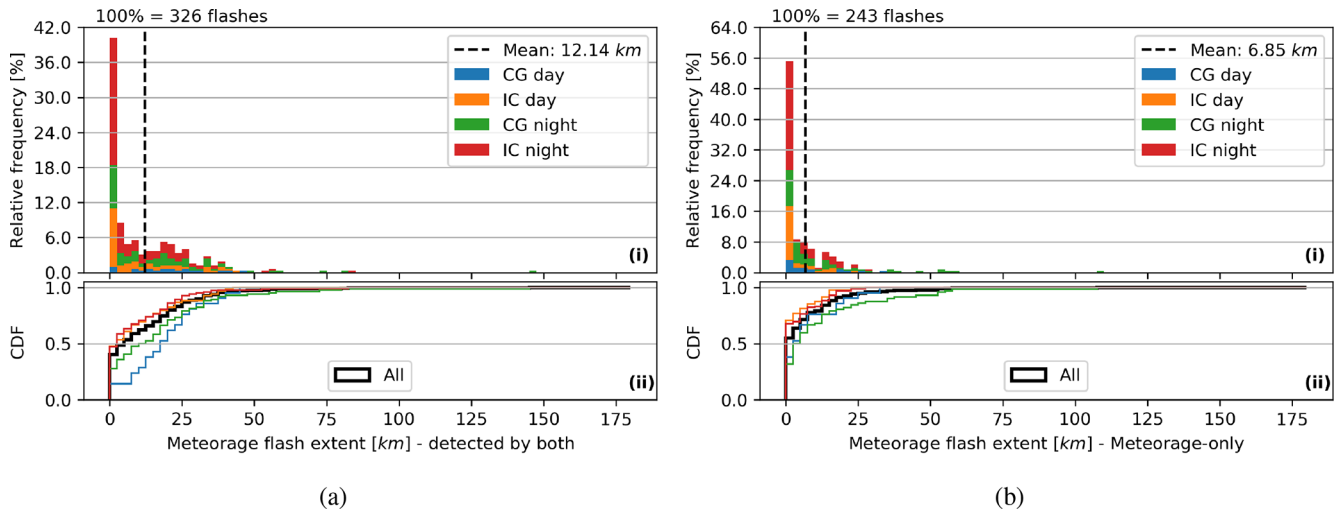 100% = 326 flashes
42.0
36.0
30.0
24.0
18.0
12.0
6.0
0.0
Relative frequency [%]
Mean: 12.14 km
CG day
IC day
CG night
IC night
(i)
1.0
0.5
0.0
CDF
All
(ii)
0 25 50 75 100 125 150 175
Meteorage flash extent [km] - detected by both
(a)
100% = 243 flashes
64.0
56.0
48.0
40.0
32.0
24.0
16.0
8.0
0.0
Relative frequency [%]
Mean: 6.85 km
CG day
IC day
CG night
IC night
(i)
1.0
0.5
0.0
CDF
All
(ii)
0 25 50 75 100 125 150 175
Meteorage flash extent [km] - Meteorage-only
(b)